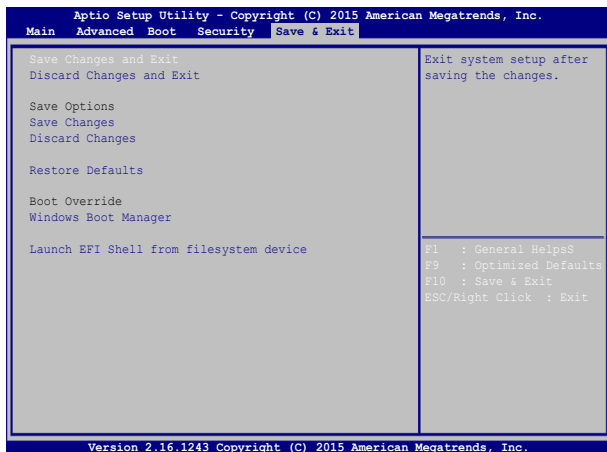 Aptio Setup Utility - Copyright (C) 2015 American Megatrends, Inc.
Main Advanced Boot Security Save & Exit
Save Changes and Exit
Discard Changes and Exit
Save Options
Save Changes
Discard Changes
Restore Defaults
Boot Override
Windows Boot Manager
Launch EFI Shell from filesystem device
Exit system setup after
saving the changes.
F1 : General HelpsS
F9 : Optimized Defaults
F10 : Save & Exit
ESC/Right Click : Exit
Version 2.16.1243 Copyright (C) 2015 American Megatrends, Inc.